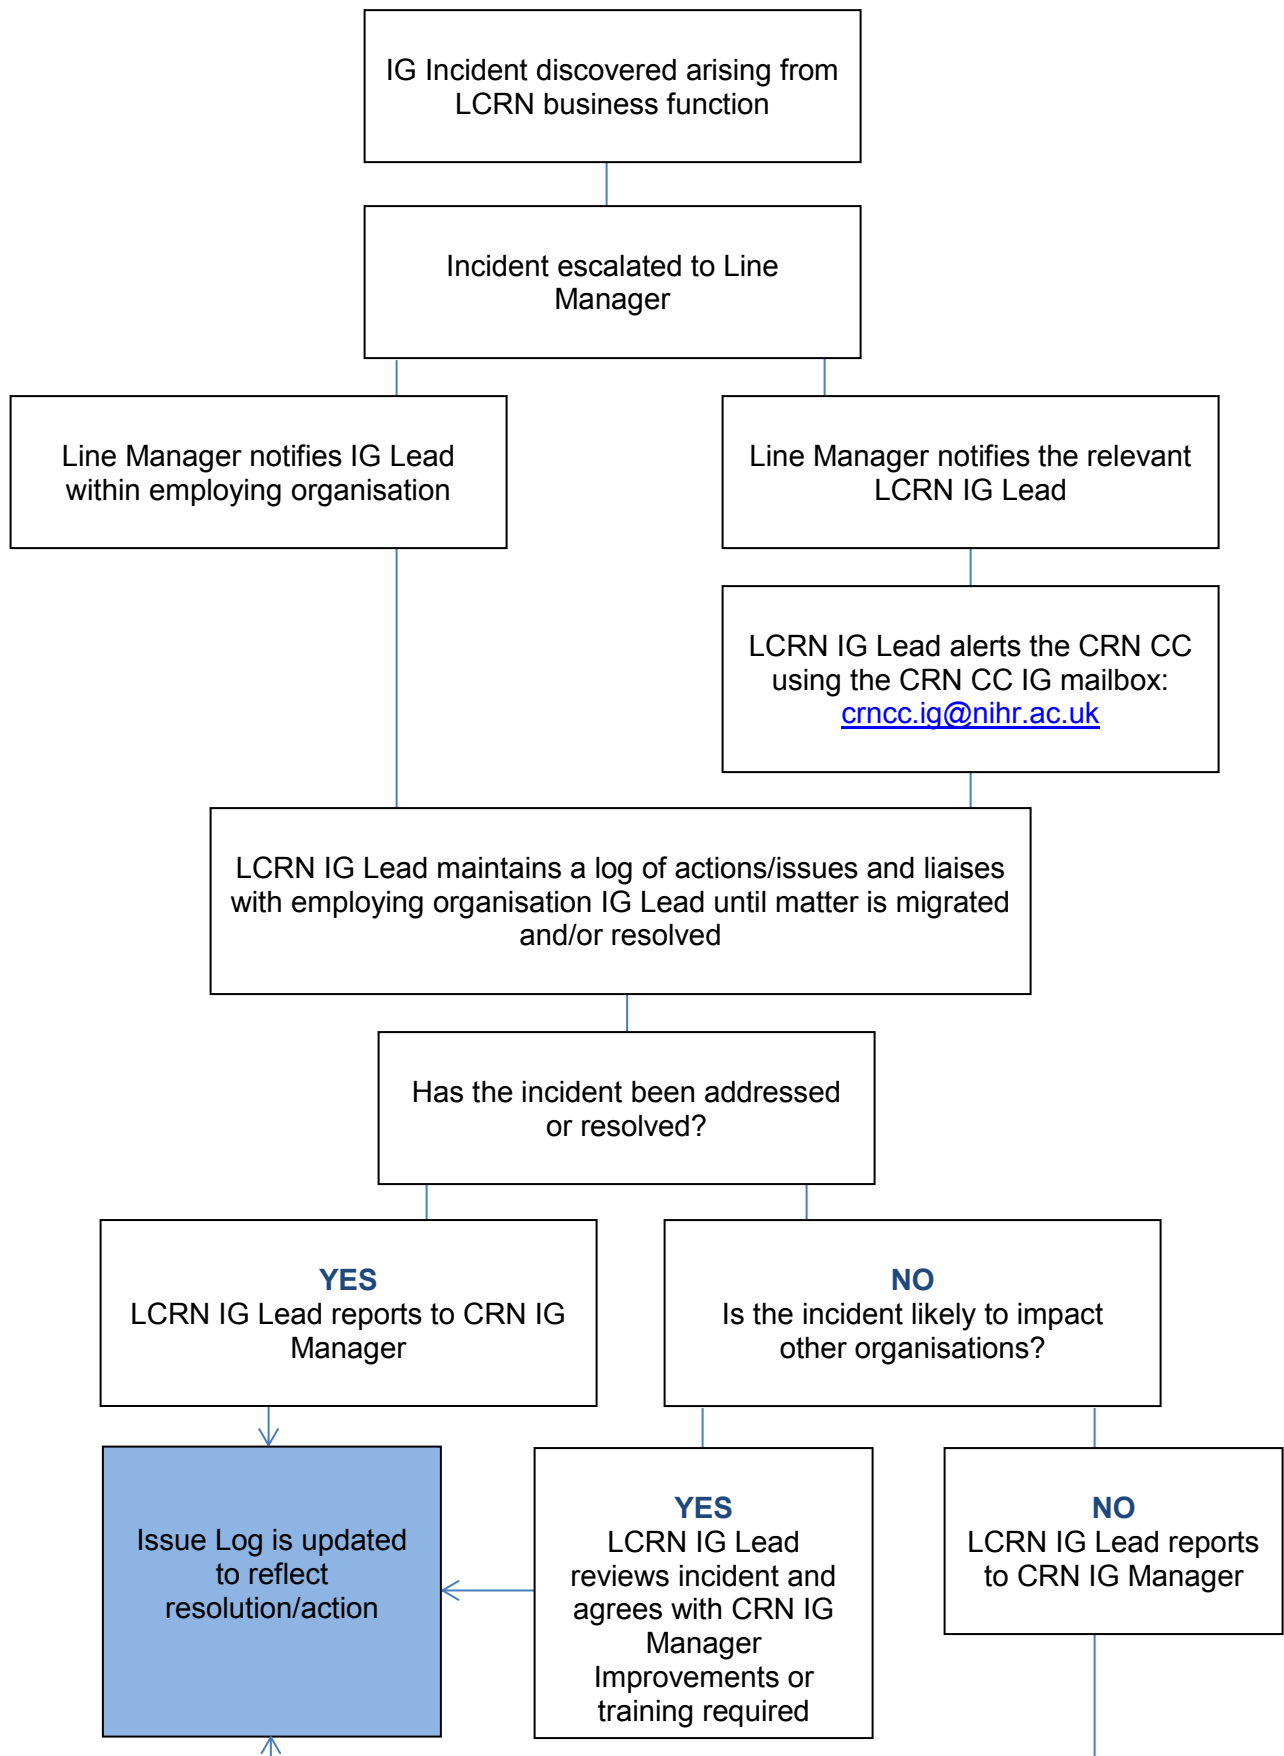 IG Incident discovered arising from
LCRN business function
Incident escalated to Line
Manager
Line Manager notifies IG Lead
within employing organisation
Line Manager notifies the relevant
LCRN IG Lead
LCRN IG Lead alerts the CRN CC
using the CRN CC IG mailbox:
crncc.ig@nihr.ac.uk
LCRN IG Lead maintains a log of actions/issues and liaises
with employing organisation IG Lead until matter is migrated
and/or resolved
Has the incident been addressed
or resolved?
YES
LCRN IG Lead reports to CRN IG
Manager
NO
Is the incident likely to impact
other organisations?
Issue Log is updated
to reflect
resolution/action
YES
LCRN IG Lead
reviews incident and
agrees with CRN IG
Manager
Improvements or
training required
NO
LCRN IG Lead reports
to CRN IG Manager